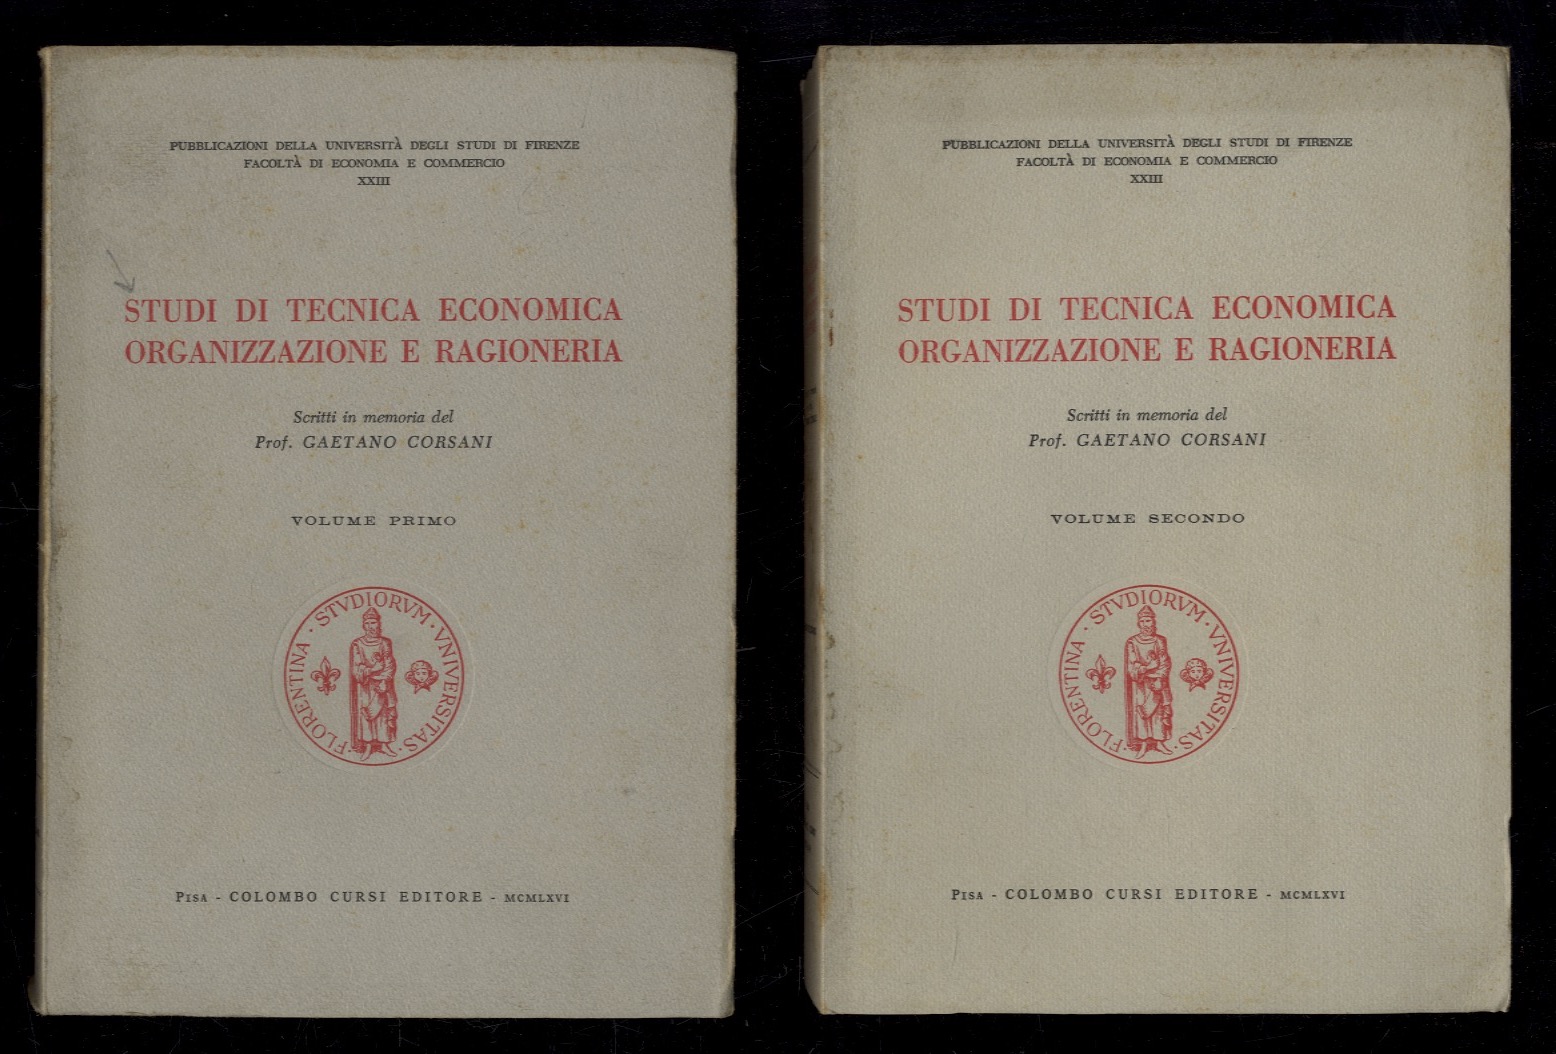 PUBBLICAZIONI DELLA UNIVERSITÀ DEGLI STUDI DI FIRENZE
FACOLTÀ DI ECONOMIA E COMMERCIO
XXIII
STUDI DI TECNICA ECONOMICA
ORGANIZZAZIONE E RAGIONERIA
Scritti in memoria del
Prof. GAETANO CORSANI
VOLUME PRIMO
FLORENTINA · STVDIORVM · VNIVERSITAS ·
PISA - COLOMBO CURSI EDITORE - MCMLXVI
PUBBLICAZIONI DELLA UNIVERSITÀ DEGLI STUDI DI FIRENZE
FACOLTÀ DI ECONOMIA E COMMERCIO
XXIII
STUDI DI TECNICA ECONOMICA
ORGANIZZAZIONE E RAGIONERIA
Scritti in memoria del
Prof. GAETANO CORSANI
VOLUME SECONDO
FLORENTINA · STVDIORVM · VNIVERSITAS ·
PISA - COLOMBO CURSI EDITORE - MCMLXVI